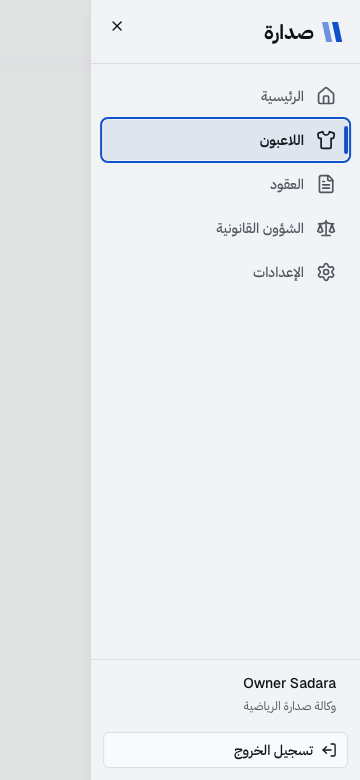 صدارة
الرئيسية
اللاعبون
العقود
الشؤون القانونية
الإعدادات
Owner Sadara
وكالة صدارة الرياضية
تسجيل الخروج